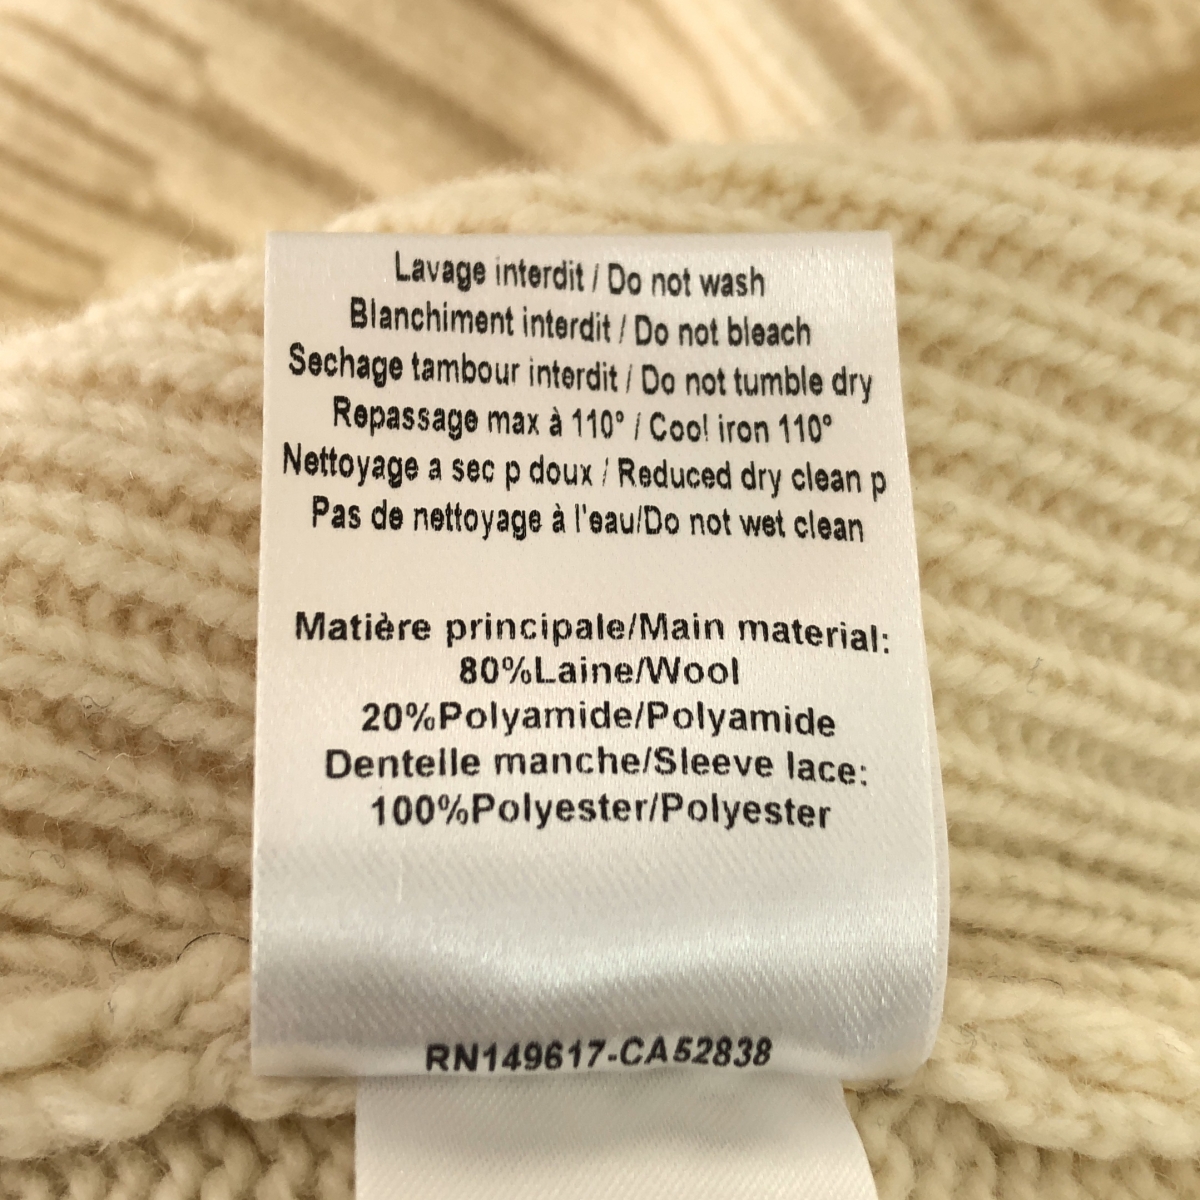 Lavage interdit / Do not wash
Blanchiment interdit / Do not bleach
Sechage tambour interdit / Do not tumble dry
Repassage max à 110° / Cool iron 110°
Nettoyage a sec p doux / Reduced dry clean p
Pas de nettoyage à l'eau/Do not wet clean
Matière principale/Main material:
80%Laine/Wool
20%Polyamide/Polyamide
Dentelle manche/Sleeve lace:
100%Polyester/Polyester
RN149617-CA52838